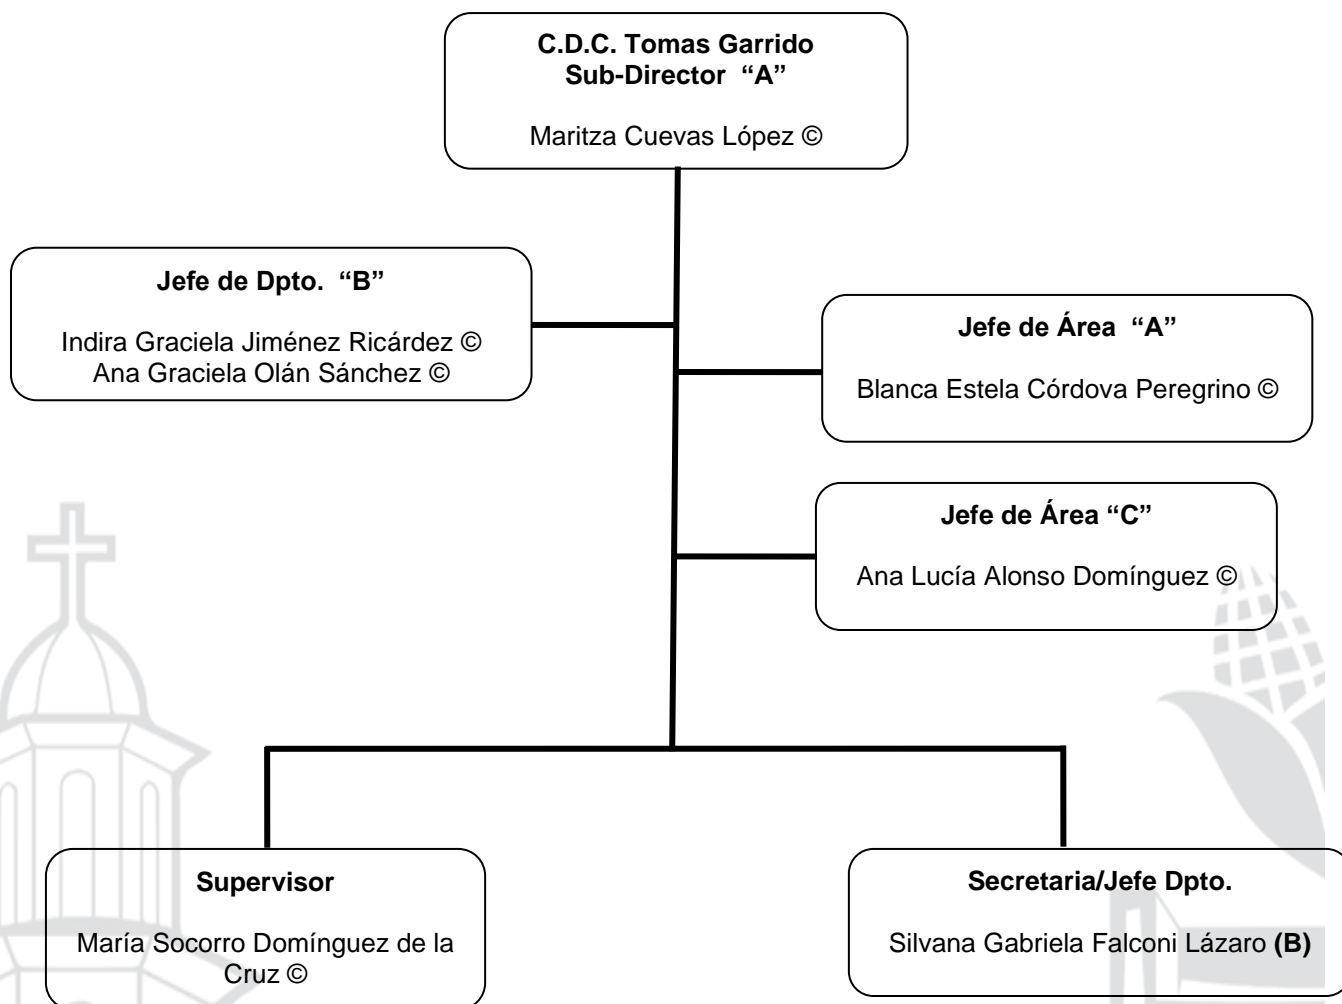 C.D.C. Tomas Garrido
Sub-Director “A”
Maritza Cuevas López ©
Jefe de Dpto. “B”
Indira Graciela Jiménez Ricárdez ©
Ana Graciela Olán Sánchez ©
Jefe de Área “A”
Blanca Estela Córdova Peregrino ©
Jefe de Área “C”
Ana Lucía Alonso Domínguez ©
Supervisor
María Socorro Domínguez de la
Cruz ©
Secretaria/Jefe Dpto.
Silvana Gabriela Falconi Lázaro (B)